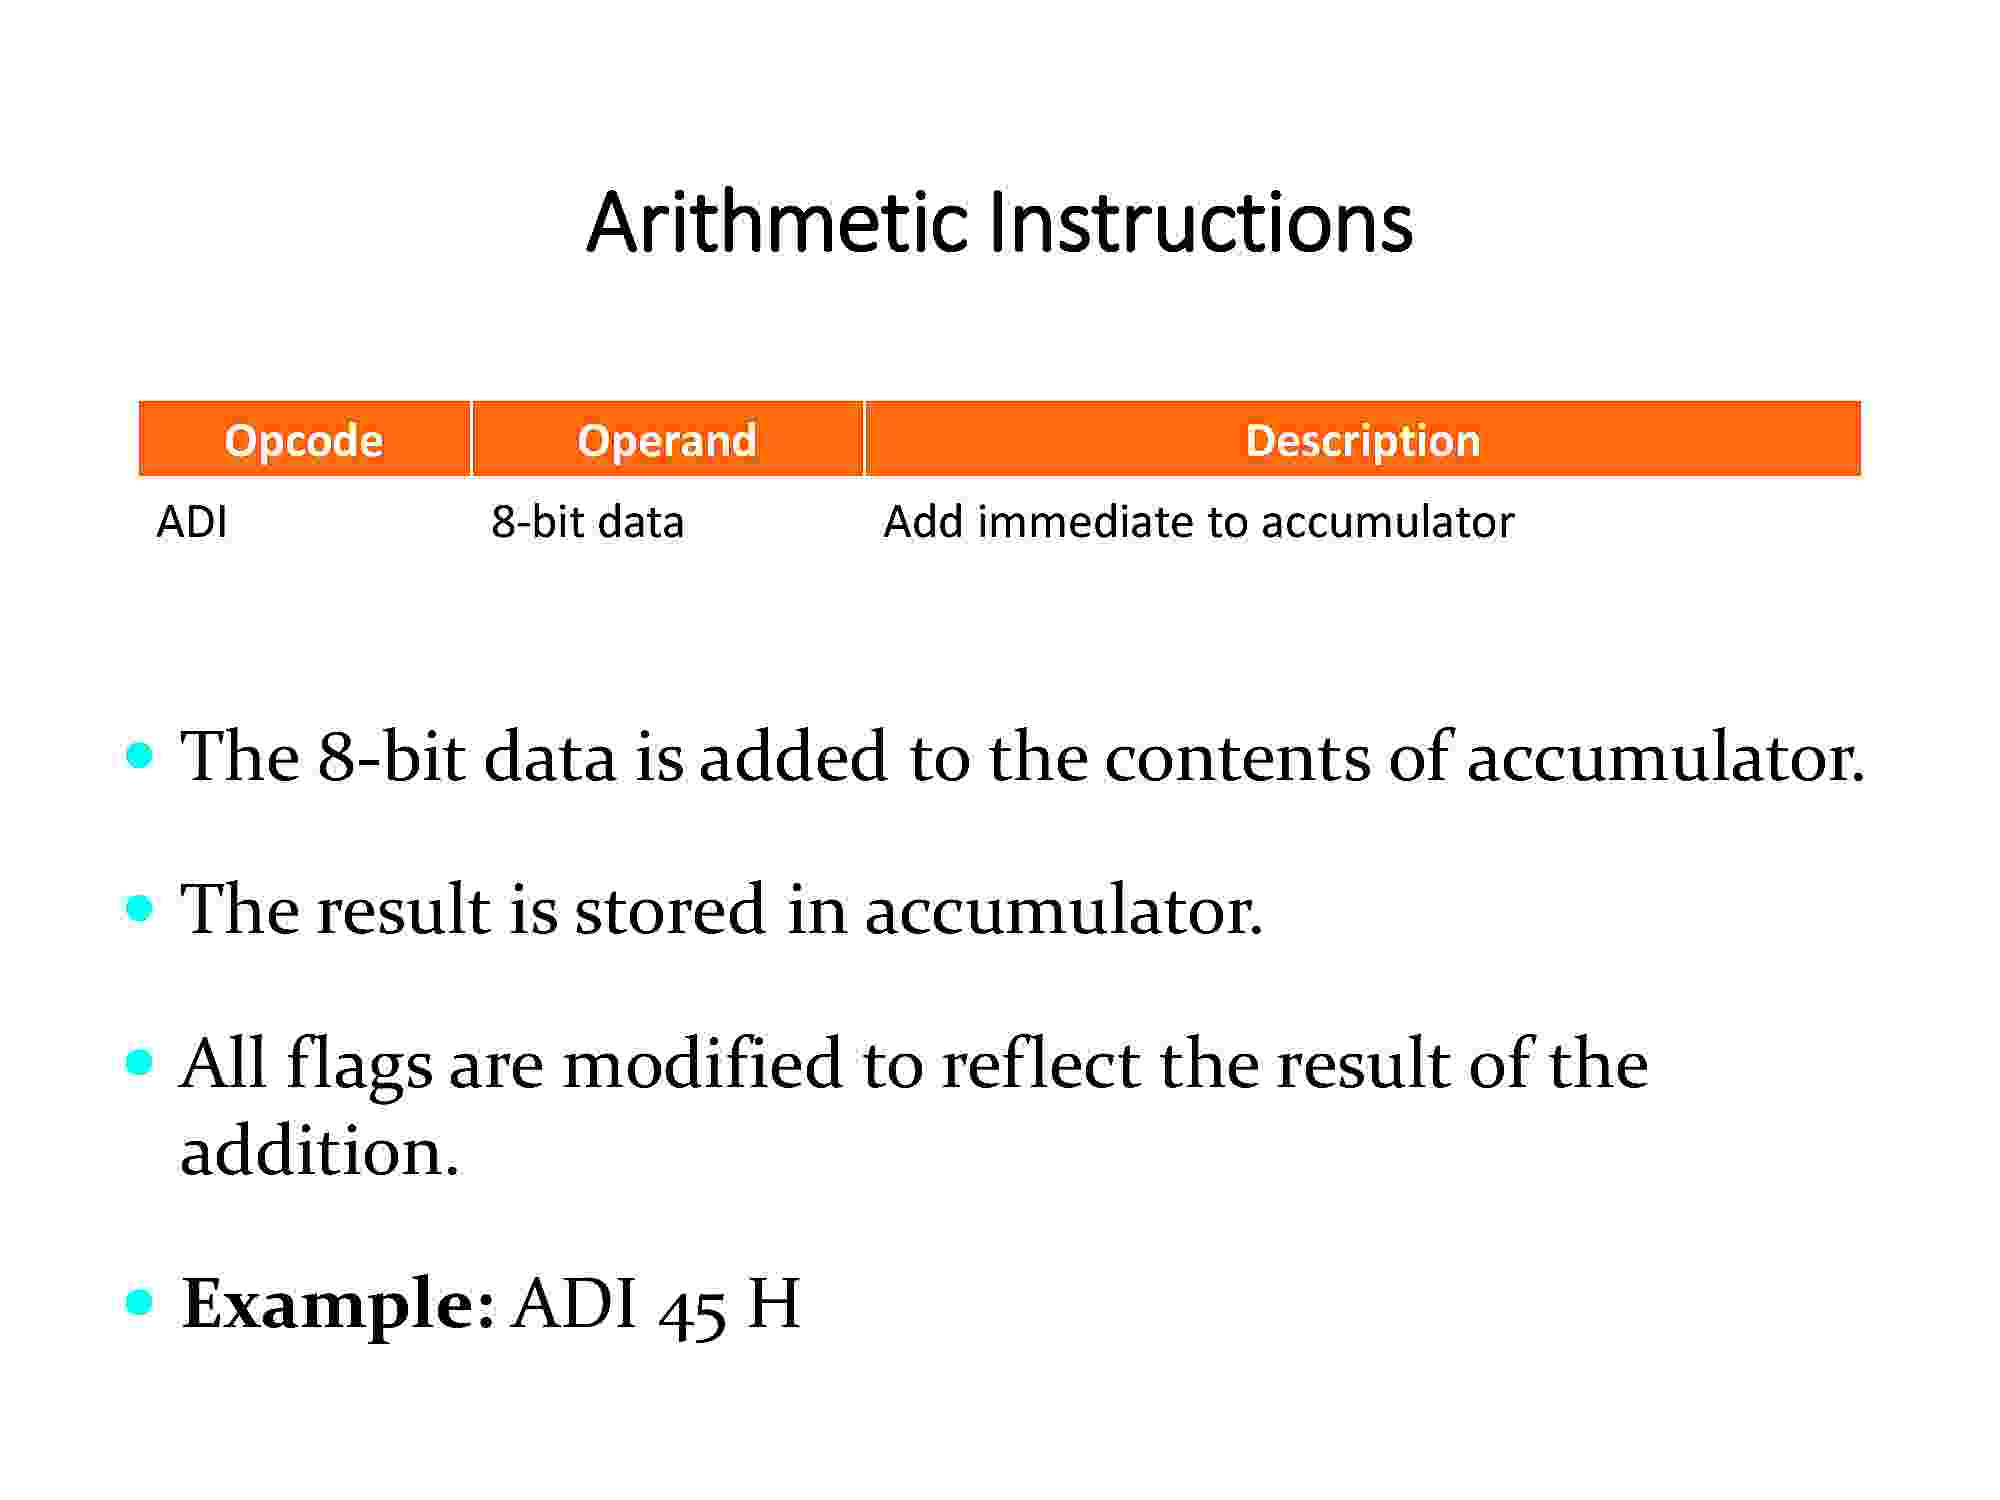 Arithmetic Instructions
Opcode Operand Description
ADI 8-bit data Add immediate to accumulator
• The 8-bit data is added to the contents of accumulator.
• The result is stored in accumulator.
• All flags are modified to reflect the result of the
addition.
• Example: ADI 45 H